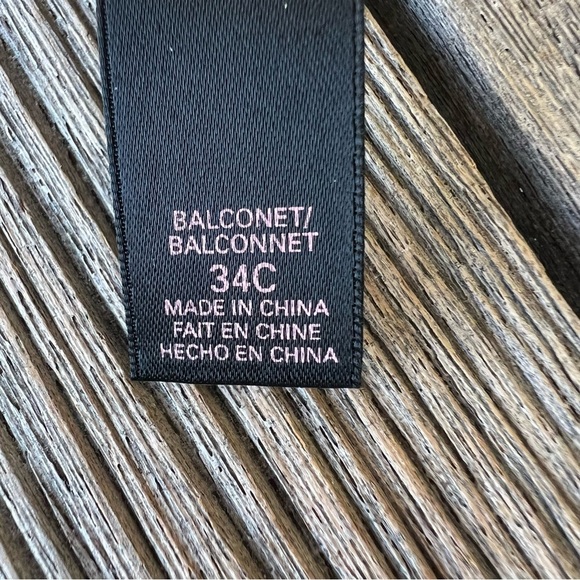 BALCONET/
BALCONNET
34C
MADE IN CHINA
FAIT EN CHINE
HECHO EN CHINA